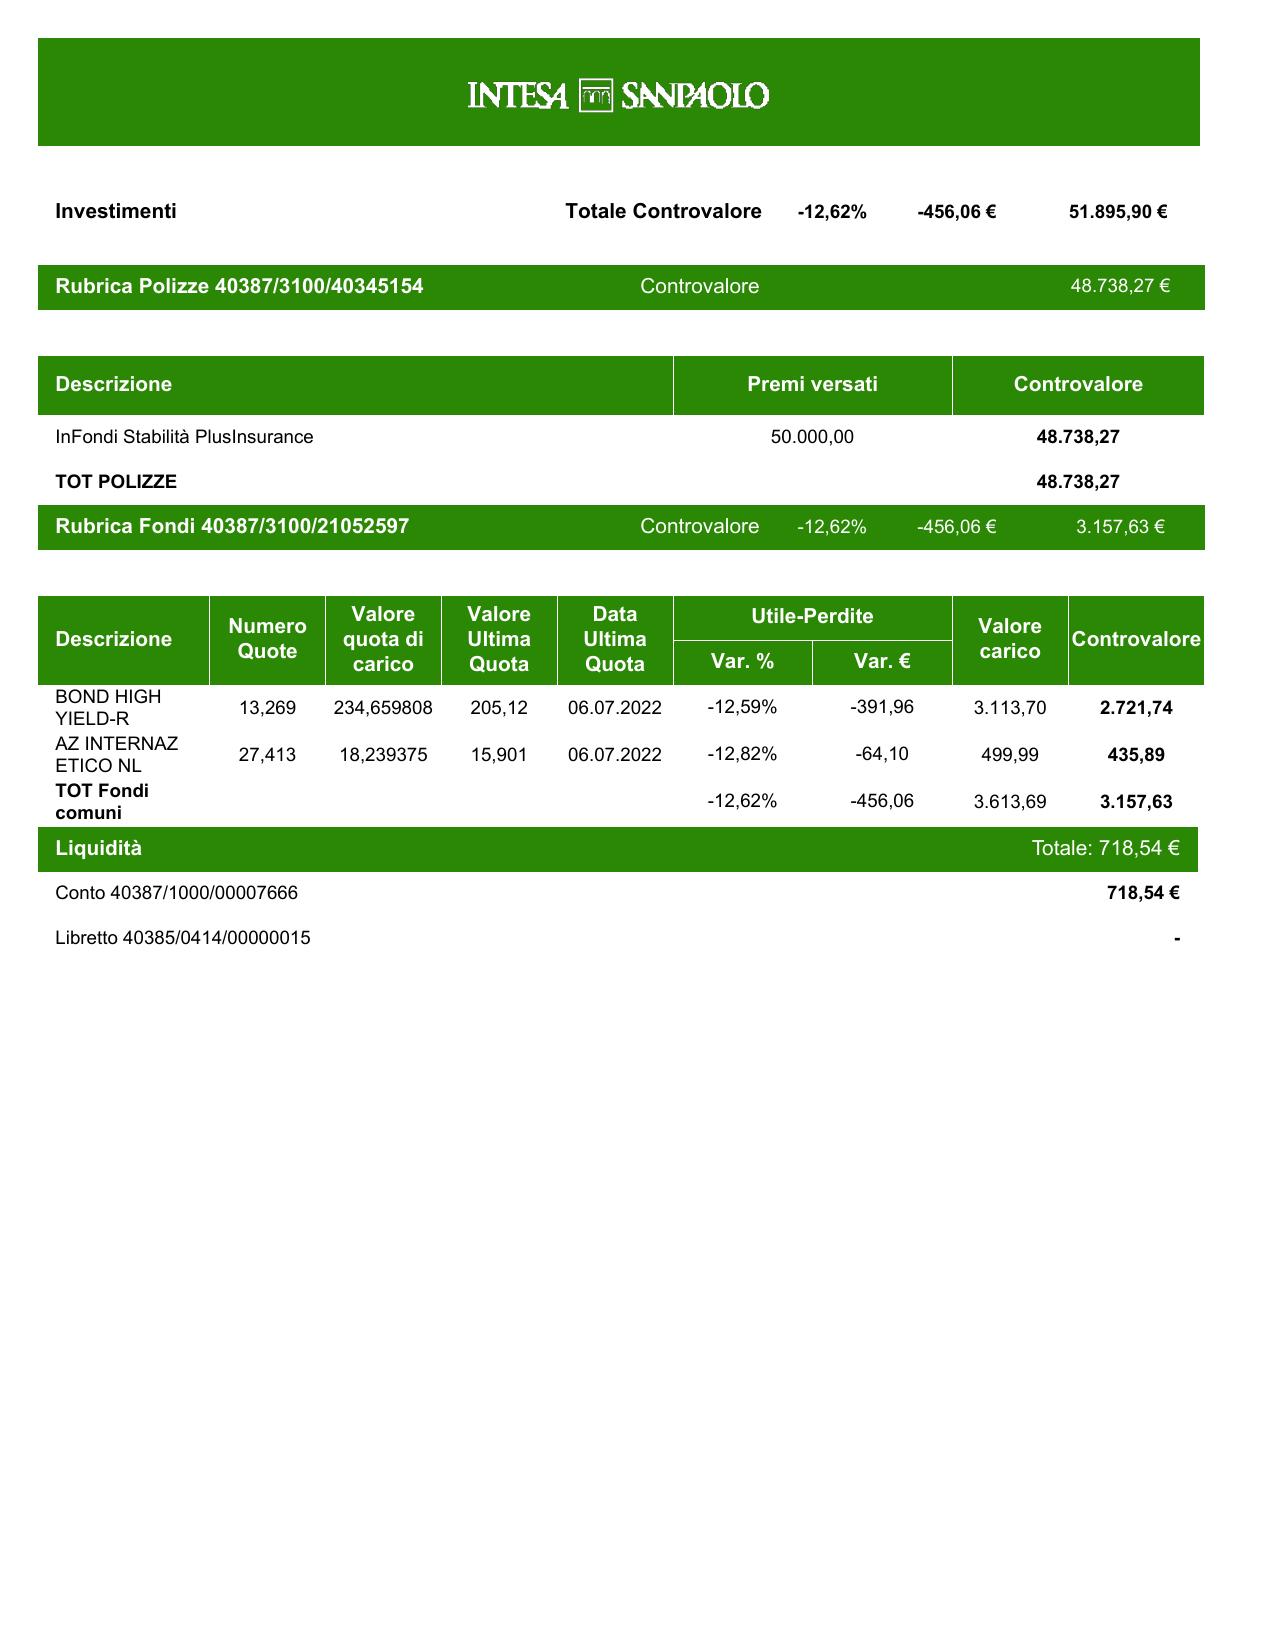 INTESA SANPAOLO
Investimenti Totale Controvalore -12,62% -456,06 € 51.895,90 €
Rubrica Polizze 40387/3100/40345154 Controvalore 48.738,27 €
Descrizione Premi versati Controvalore
InFondi Stabilità PlusInsurance 50.000,00 48.738,27
TOT POLIZZE 48.738,27
Rubrica Fondi 40387/3100/21052597 Controvalore -12,62% -456,06 € 3.157,63 €
Descrizione
Numero
Quote
Valore
quota di
carico
Valore
Ultima
Quota
Data
Ultima
Quota
Utile-Perdite
Var. % Var. €
Valore
carico
Controvalore
BOND HIGH
YIELD-R
13,269 234,659808 205,12 06.07.2022 -12,59% -391,96 3.113,70 2.721,74
AZ INTERNAZ
ETICO NL
27,413 18,239375 15,901 06.07.2022 -12,82% -64,10 499,99 435,89
TOT Fondi
comuni
-12,62% -456,06 3.613,69 3.157,63
Liquidità Totale: 718,54 €
Conto 40387/1000/00007666 718,54 €
Libretto 40385/0414/00000015 -